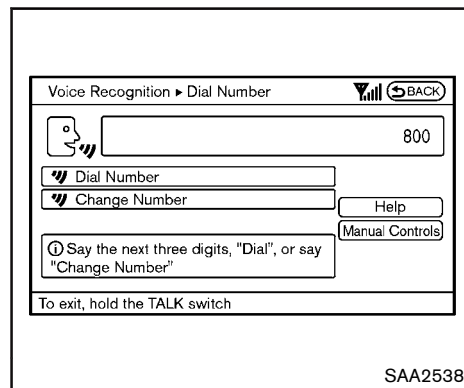 Voice Recognition ▸ Dial Number
BACK
800
Dial Number
Change Number
Help
Manual Controls
Say the next three digits, "Dial", or say
"Change Number"
To exit, hold the TALK switch
SAA2538